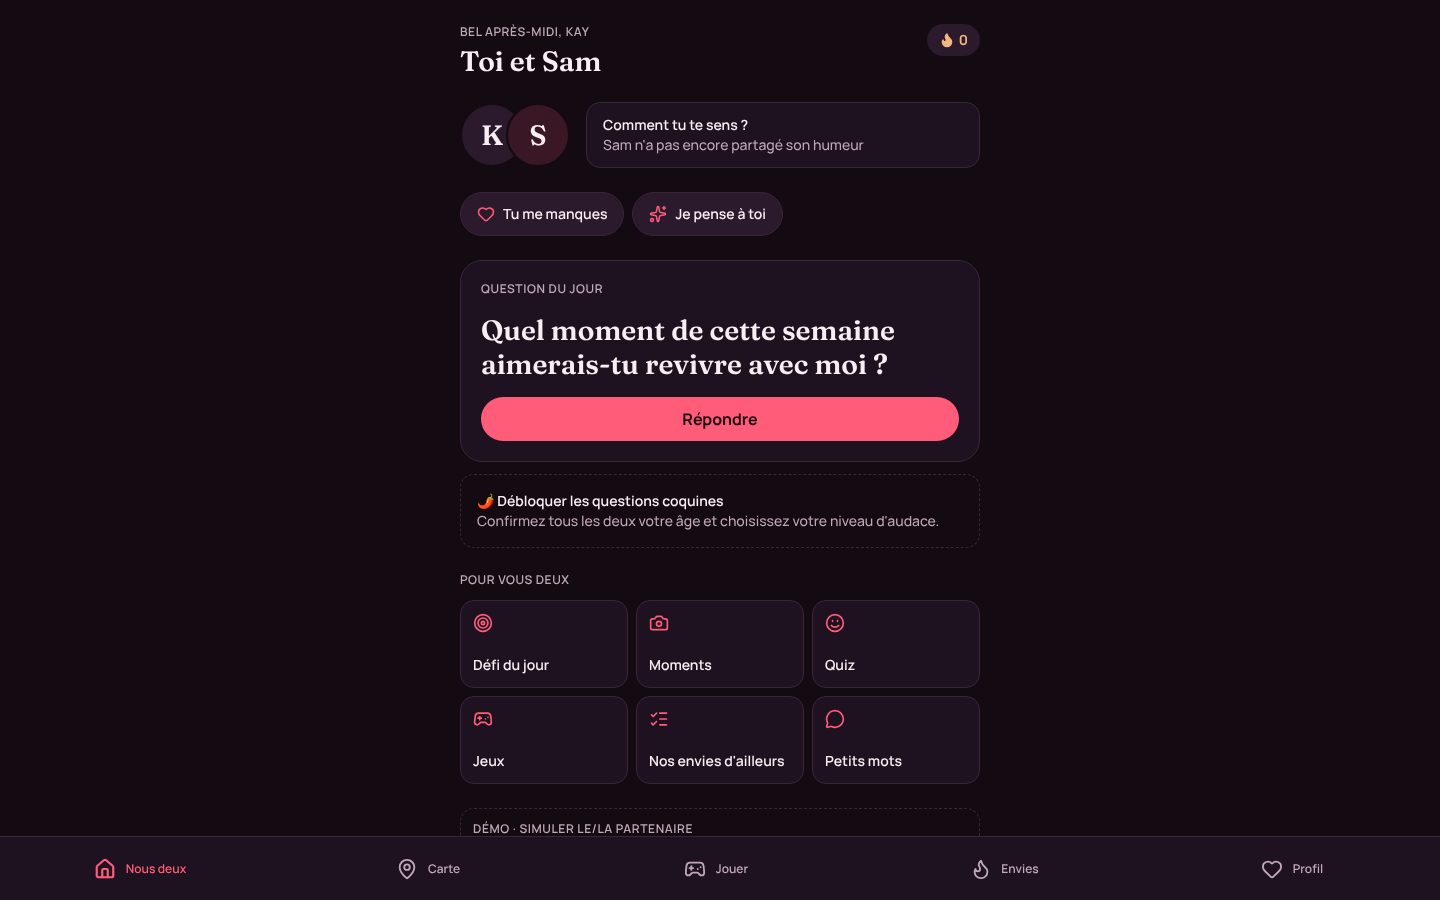 BEL APRÈS-MIDI, KAY
Toi et Sam
0
K
S
Comment tu te sens ?
Sam n'a pas encore partagé son humeur
Tu me manques
Je pense à toi
QUESTION DU JOUR
Quel moment de cette semaine
aimerais-tu revivre avec moi ?
Répondre
🌶️ Débloquer les questions coquines
Confirmez tous les deux votre âge et choisissez votre niveau d'audace.
POUR VOUS DEUX
Défi du jour
Moments
Quiz
Jeux
Nos envies d'ailleurs
Petits mots
DÉMO · SIMULER LE/LA PARTENAIRE
Nous deux
Carte
Jouer
Envies
Profil